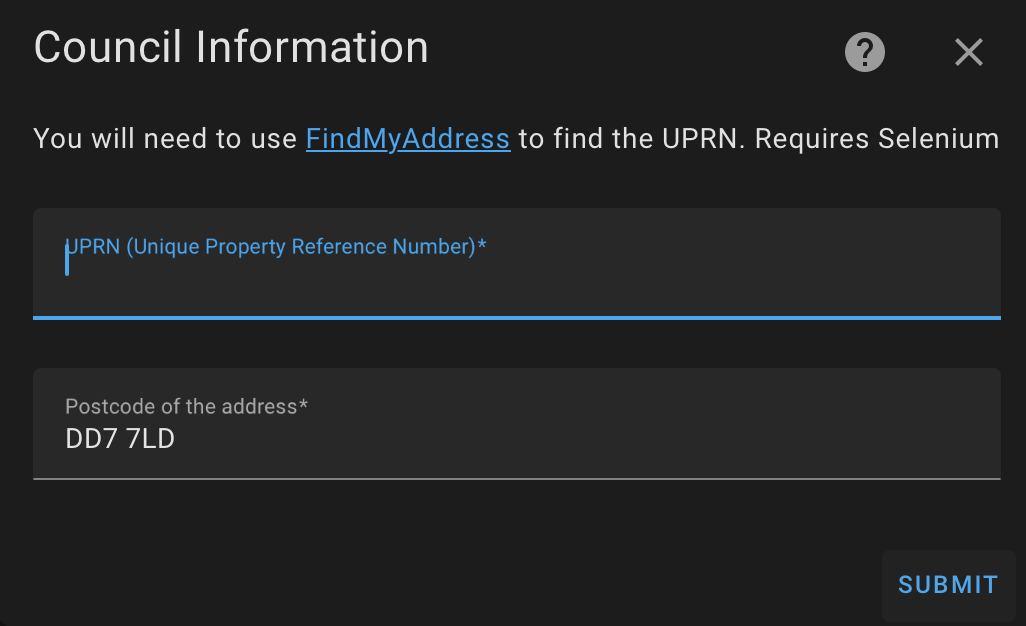 Council Information
You will need to use FindMyAddress to find the UPRN. Requires Selenium
UPRN (Unique Property Reference Number)*
Postcode of the address*
DD7 7LD
SUBMIT